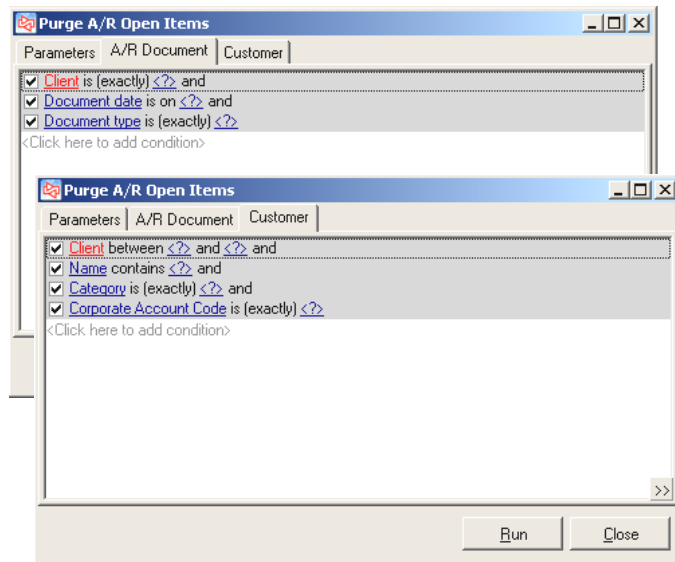 Purge A/R Open Items
Parameters A/R Document Customer
Client is (exactly) <?> and
Document date is on <?> and
Document type is (exactly) <?>
<Click here to add condition>
Purge A/R Open Items
Parameters A/R Document Customer
Client between <?> and <?> and
Name contains <?> and
Category is (exactly) <?> and
Corporate Account Code is (exactly) <?>
<Click here to add condition>
>>
Run Close